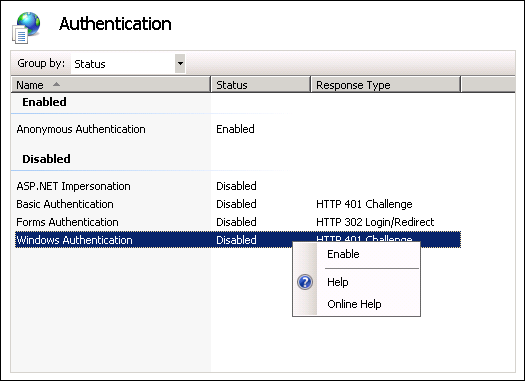 Authentication
Group by: Status
Name Status Response Type
Enabled
Anonymous Authentication Enabled
Disabled
ASP.NET Impersonation Disabled
Basic Authentication Disabled HTTP 401 Challenge
Forms Authentication Disabled HTTP 302 Login/Redirect
Windows Authentication Disabled HTTP 401 Challenge
Enable
Help
Online Help